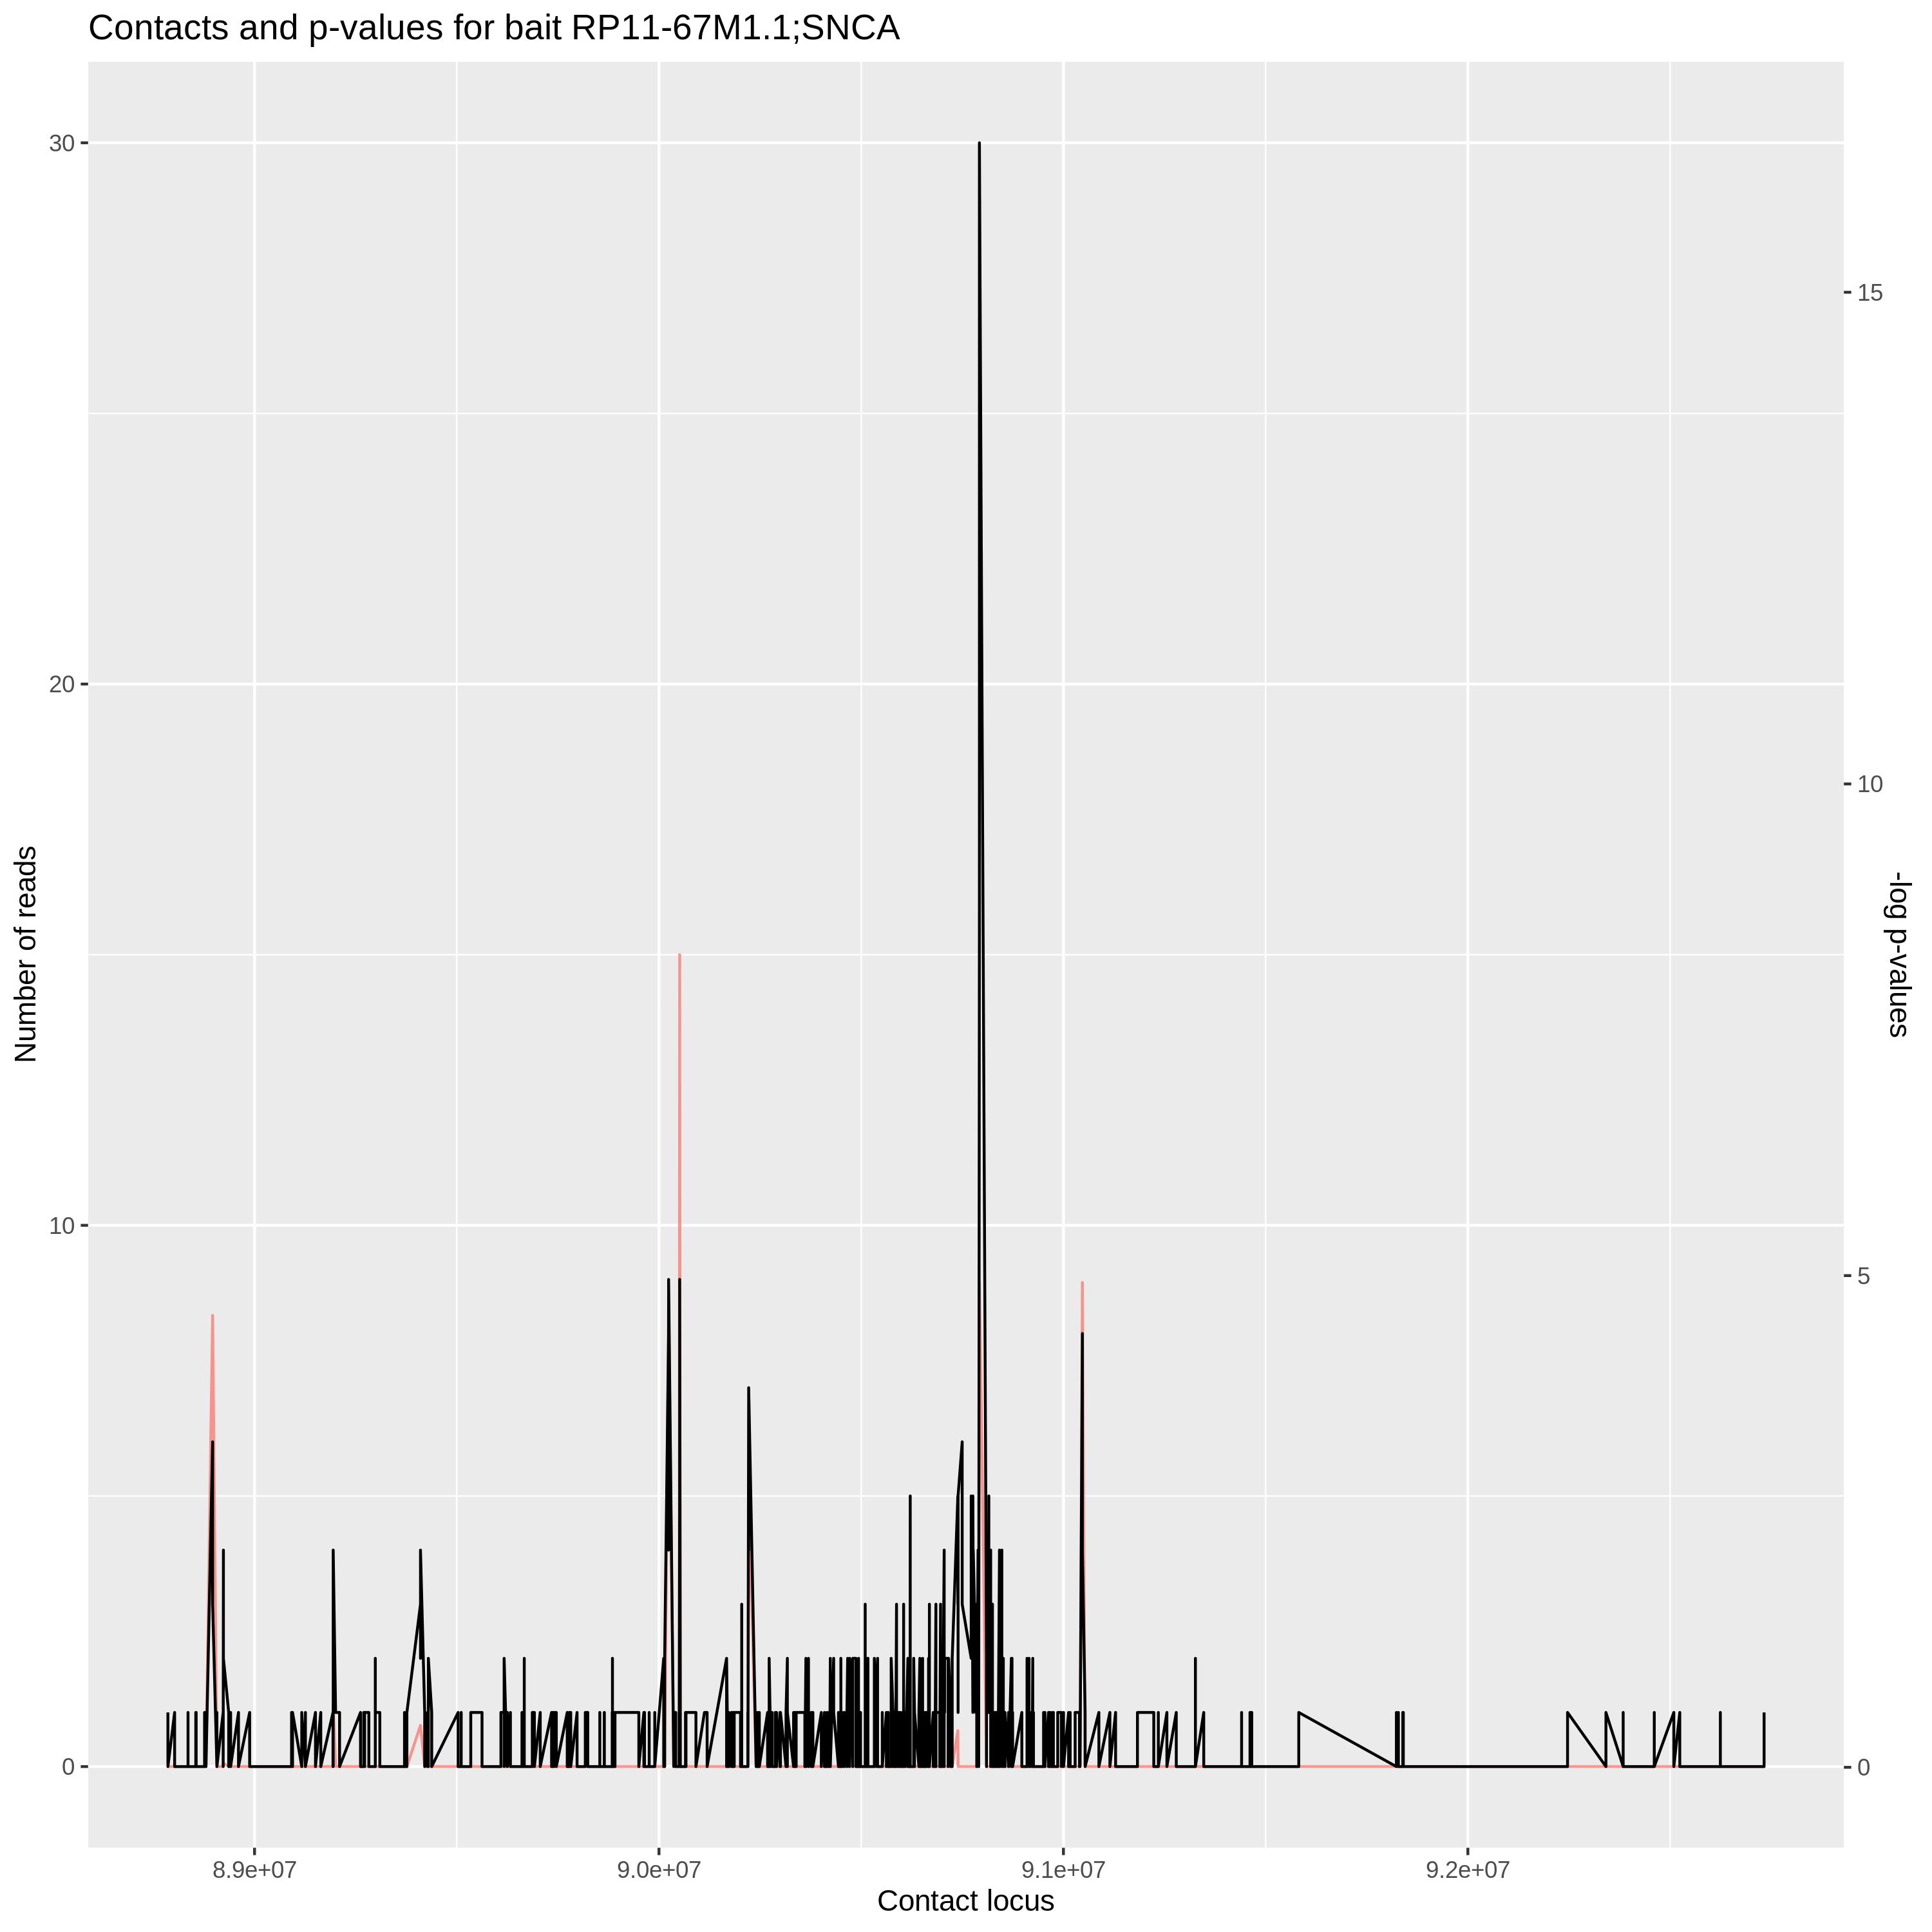 Contacts and p-values for bait RP11-67M1.1;SNCA
30
20
10
0
Number of reads
15
10
5
0
-log p-values
8.9e+07
9.0e+07
9.1e+07
9.2e+07
Contact locus